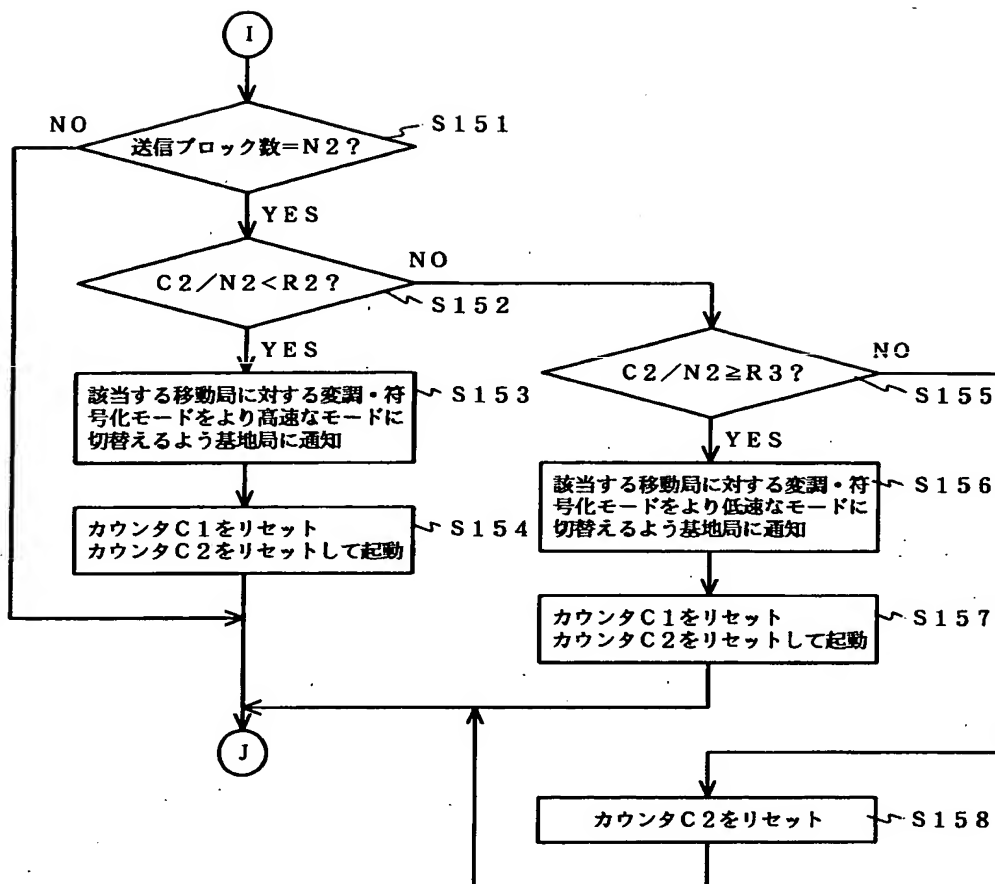 I
NO
送信ブロック数＝N2？
S151
YES
C2／N2＜R2？
NO
S152
YES
C2／N2≧R3？
NO
S155
該当する移動局に対する変調・符
号化モードをより高速なモードに
切替えるよう基地局に通知
S153
YES
該当する移動局に対する変調・符
号化モードをより低速なモードに
切替えるよう基地局に通知
S156
カウンタC1をリセット
カウンタC2をリセットして起動
S154
カウンタC1をリセット
カウンタC2をリセットして起動
S157
J
カウンタC2をリセット
S158